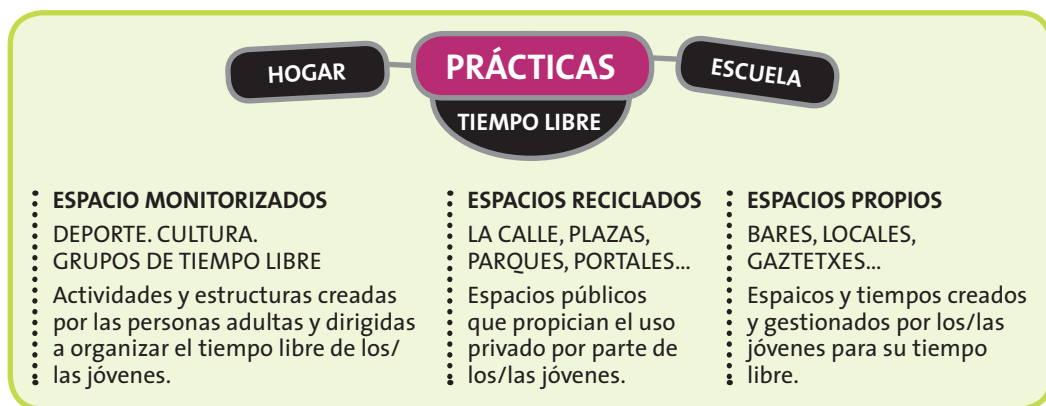 HOGAR
PRÁCTICAS
ESCUELA
TIEMPO LIBRE
ESPACIO MONITORIZADOS
DEPORTE. CULTURA.
GRUPOS DE TIEMPO LIBRE
Actividades y estructuras creadas
por las personas adultas y dirigidas
a organizar el tiempo libre de los/
las jóvenes.
ESPACIOS RECICLADOS
LA CALLE, PLAZAS,
PARQUES, PORTALES...
Espacios públicos
que propician el uso
privado por parte de
los/las jóvenes.
ESPACIOS PROPIOS
BARES, LOCALES,
GAZTETXES...
Espaicos y tiempos creados
y gestionados por los/las
jóvenes para su tiempo
libre.